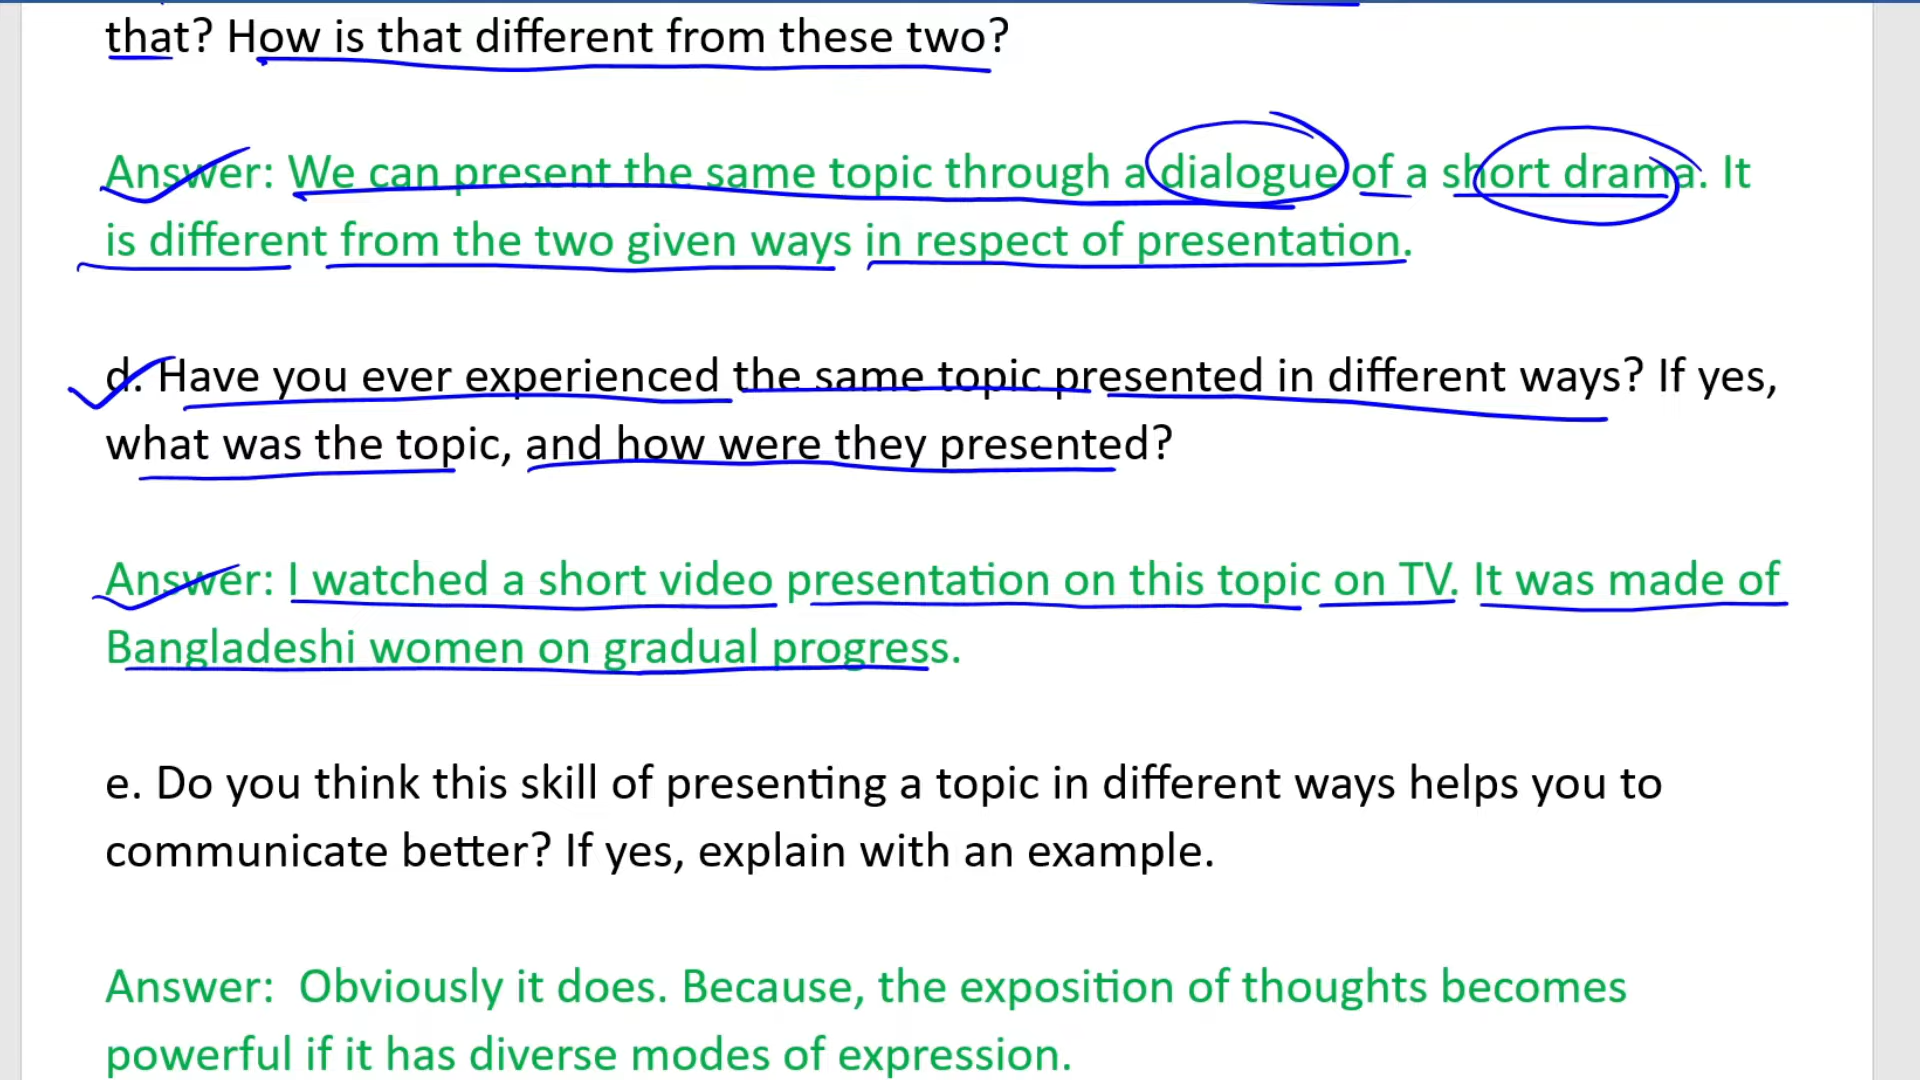 that? How is that different from these two?
Answer: We can present the same topic through a dialogue of a short drama. It
is different from the two given ways in respect of presentation.
d. Have you ever experienced the same topic presented in different ways? If yes,
what was the topic, and how were they presented?
Answer: I watched a short video presentation on this topic on TV. It was made of
Bangladeshi women on gradual progress.
e. Do you think this skill of presenting a topic in different ways helps you to
communicate better? If yes, explain with an example.
Answer:  Obviously it does. Because, the exposition of thoughts becomes
powerful if it has diverse modes of expression.